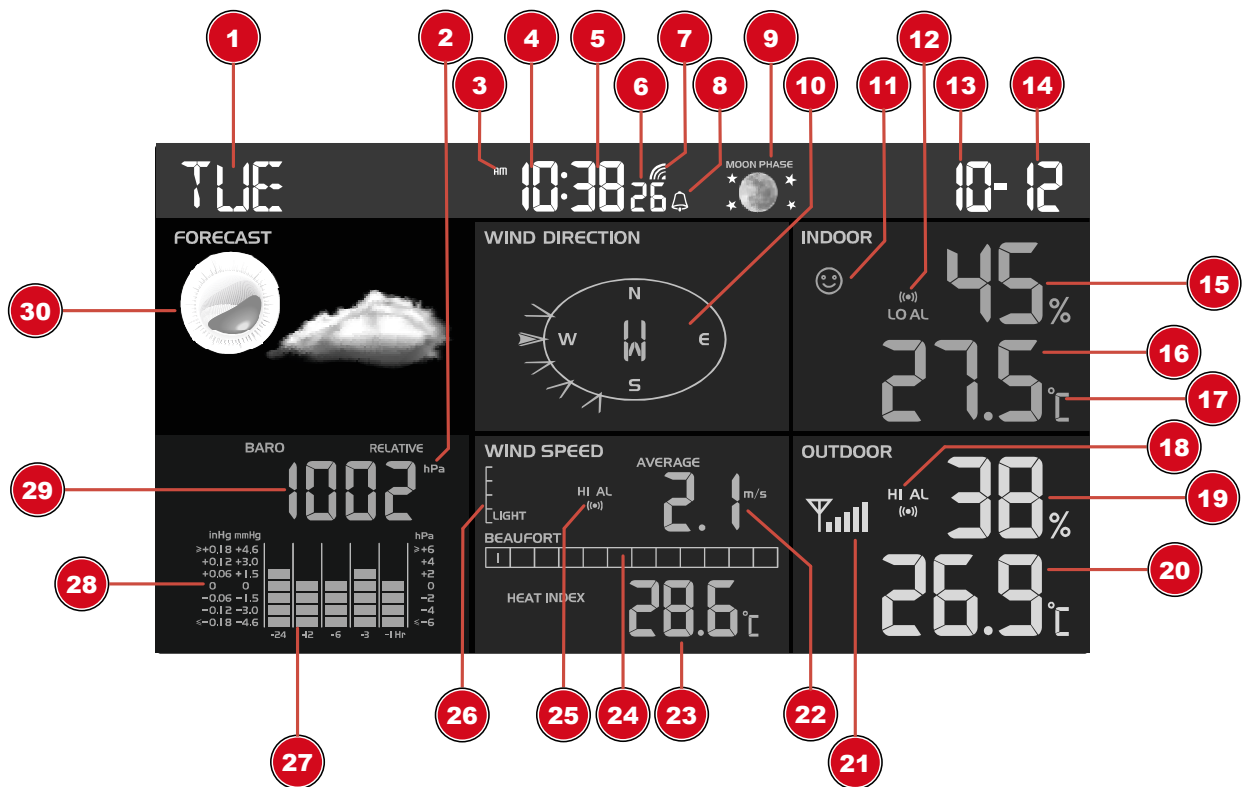 1 2 3 4 5 6 7 8 9 10 11 12 13 14
TUE AM 10:38 26 MOON PHASE 10-12
FORECAST
30
WIND DIRECTION
N
W W E
S
INDOOR
LO AL
45 %
15
27.5 °C
16
17
BARO RELATIVE
1002 hPa
29
inHg mmHg hPa
≥+0.18 +4.6 ≥+6
+0.12 +3.0 +4
+0.06 +1.5 +2
0 0 0
-0.06 -1.5 -2
-0.12 -3.0 -4
≤-0.18 -4.6 ≤-6
-24 -12 -6 -3 -1 Hr
28
WIND SPEED
AVERAGE
HI AL
2.1 m/s
LIGHT
BEAUFORT
1
HEAT INDEX 28.6 °C
OUTDOOR
HI AL
38 %
18
19
26.9 °C
20
26 25 24 23 22
27 21